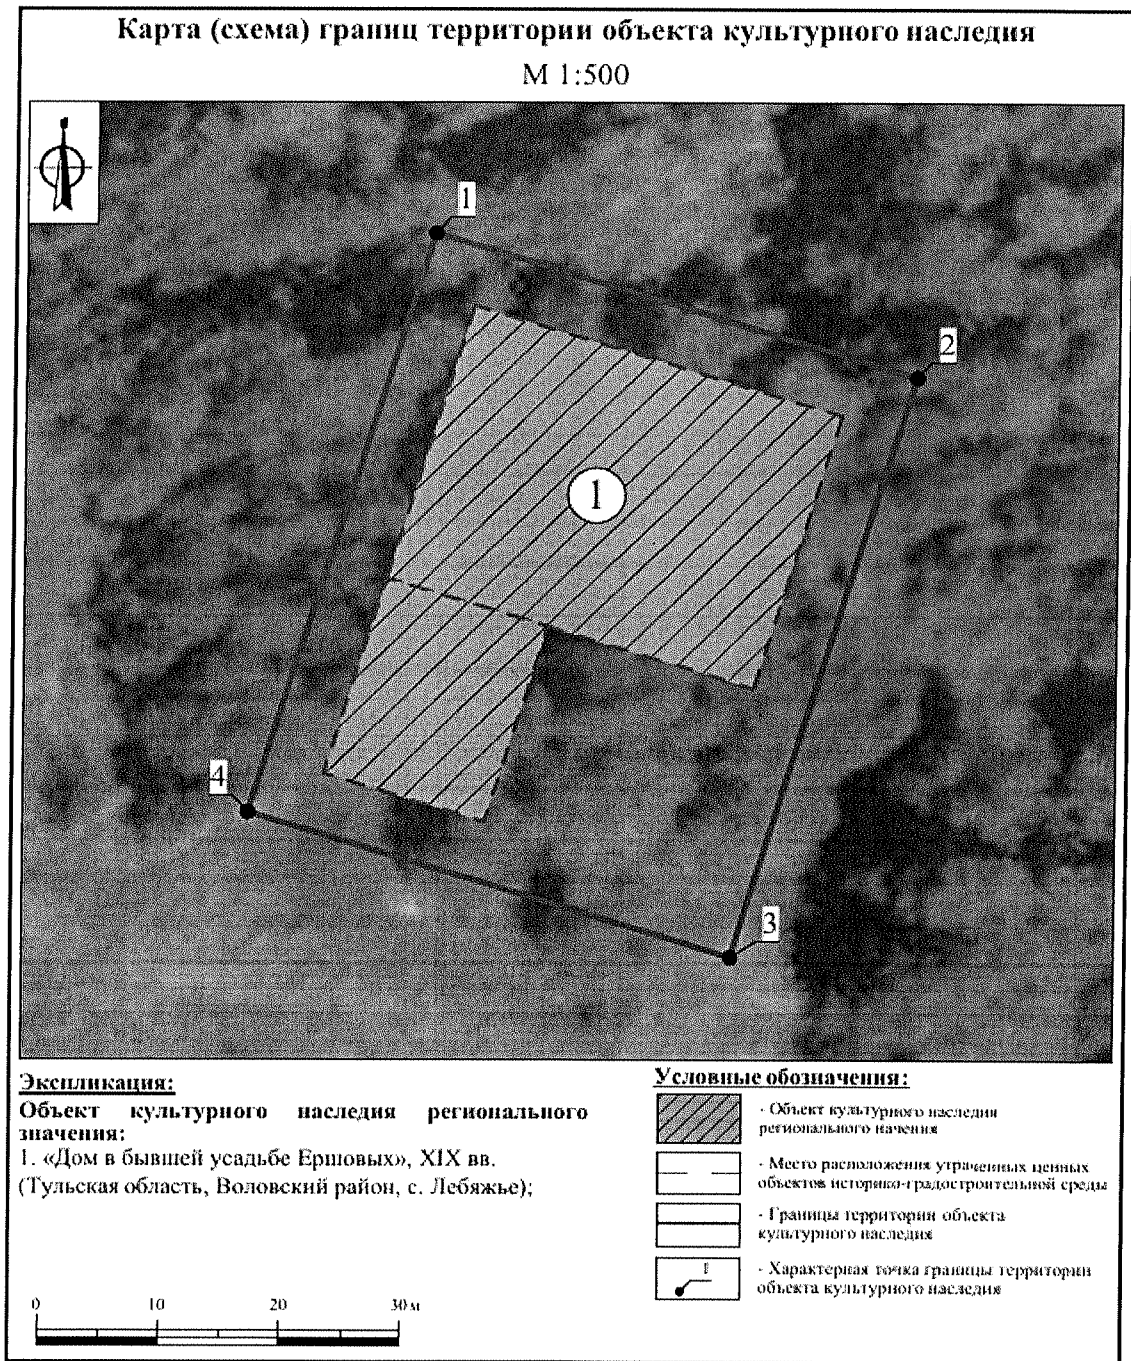 Карта (схема) границ территории объекта культурного наследия
М 1:500
1
2
1
4
3
Экспликация:
Объект культурного наследия регионального
значения:
1. «Дом в бывшей усадьбе Ершовых», XIX вв.
(Тульская область, Воловский район, с. Лебяжье);
0 10 20 30 м
Условные обозначения:
- Объект культурного наследия
регионального начения
- Место расположения утраченных ценных
объектов историко-градостроительной среды
- Границы территории объекта
культурного наследия
1
- Характерная точка границы территории
объекта культурного наследия